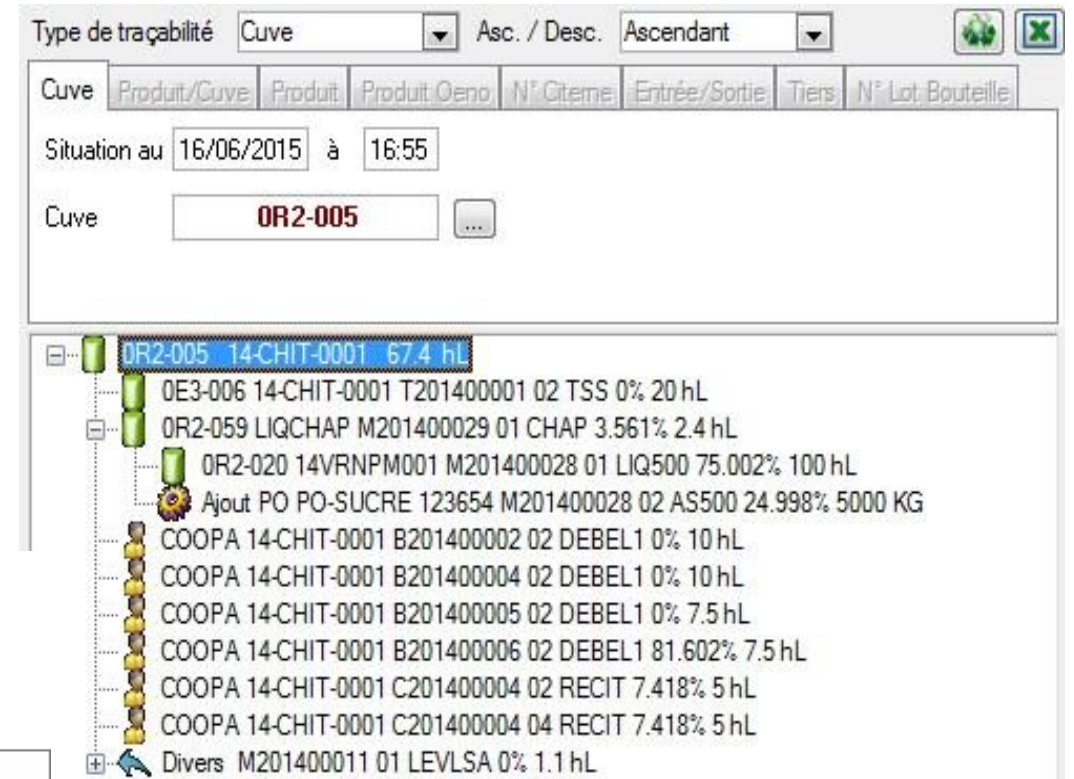 Type de traçabilité Cuve Asc. / Desc. Ascendant
Cuve Produit/Cuve Produit Produit Oeno N° Citerne Entrée/Sortie Tiers N° Lot Bouteille
Situation au 16/06/2015 à 16:55
Cuve 0R2-005 ...
0R2-005 14-CHIT-0001 67.4 hL
0E3-006 14-CHIT-0001 T201400001 02 TSS 0% 20 hL
0R2-059 LIQCHAP M201400029 01 CHAP 3.561% 2.4 hL
0R2-020 14VRNPM001 M201400028 01 LIQ500 75.002% 100 hL
Ajout PO PO-SUCRE 123654 M201400028 02 AS500 24.998% 5000 KG
COOPA 14-CHIT-0001 B201400002 02 DEBEL1 0% 10 hL
COOPA 14-CHIT-0001 B201400004 02 DEBEL1 0% 10 hL
COOPA 14-CHIT-0001 B201400005 02 DEBEL1 0% 7.5 hL
COOPA 14-CHIT-0001 B201400006 02 DEBEL1 81.602% 7.5 hL
COOPA 14-CHIT-0001 C201400004 02 RECIT 7.418% 5 hL
COOPA 14-CHIT-0001 C201400004 04 RECIT 7.418% 5 hL
Divers M201400011 01 LEVLSA 0% 1.1 hL